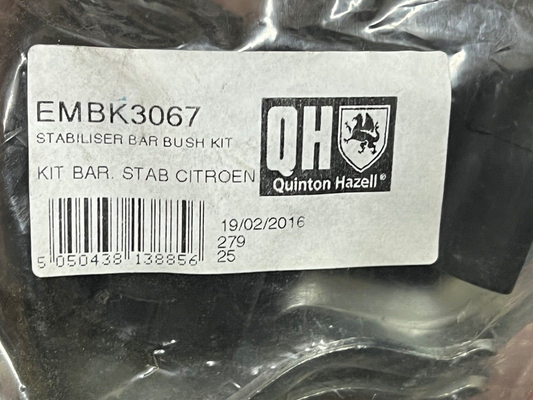 EMBK3067
STABILISER BAR BUSH KIT
KIT BAR. STAB CITROEN
QH
Quinton Hazell®
19/02/2016
279
25
5 050438 138856